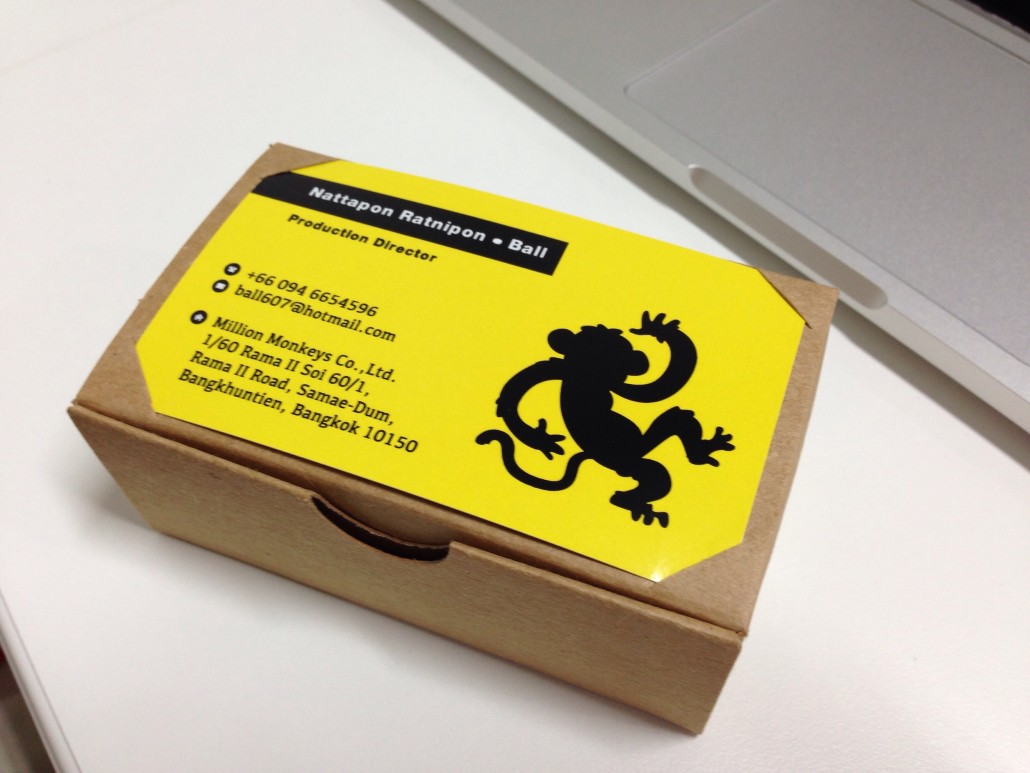 Nattapon Ratnipon • Ball
Production Director
+66 094 6654596
ball607@hotmail.com
Million Monkeys Co.,Ltd.
1/60 Rama II Soi 60/1,
Rama II Road, Samae-Dum,
Bangkhuntien, Bangkok 10150